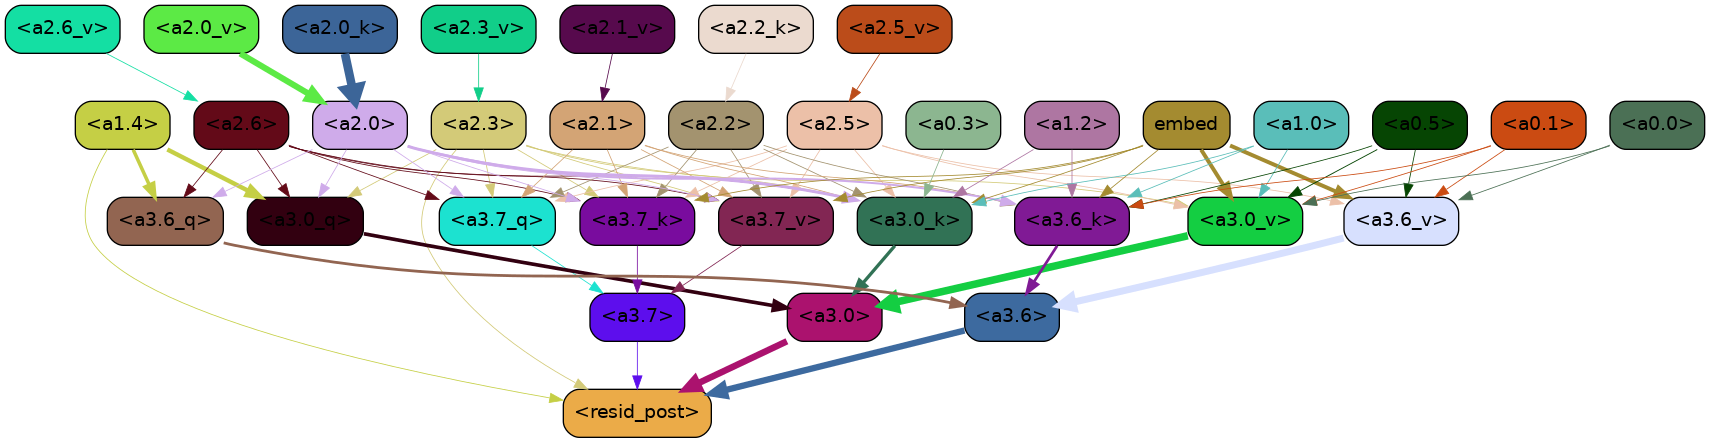 <a2.6_v> <a2.0_v> <a2.0_k> <a2.3_v> <a2.1_v> <a2.2_k> <a2.5_v>
<a1.4> <a2.6> <a2.0> <a2.3> <a2.1> <a2.2> <a2.5> <a0.3> <a1.2> embed <a1.0> <a0.5> <a0.1> <a0.0>
<a3.6_q> <a3.0_q> <a3.7_q> <a3.7_k> <a3.7_v> <a3.0_k> <a3.6_k> <a3.0_v> <a3.6_v>
<a3.7> <a3.0> <a3.6>
<resid_post>